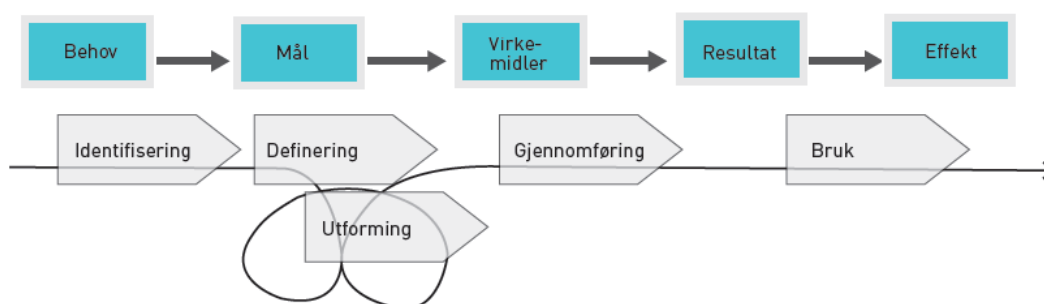 Behov
Mål
Virke-
midler
Resultat
Effekt
Identifisering
Definering
Gjennomføring
Bruk
Utforming